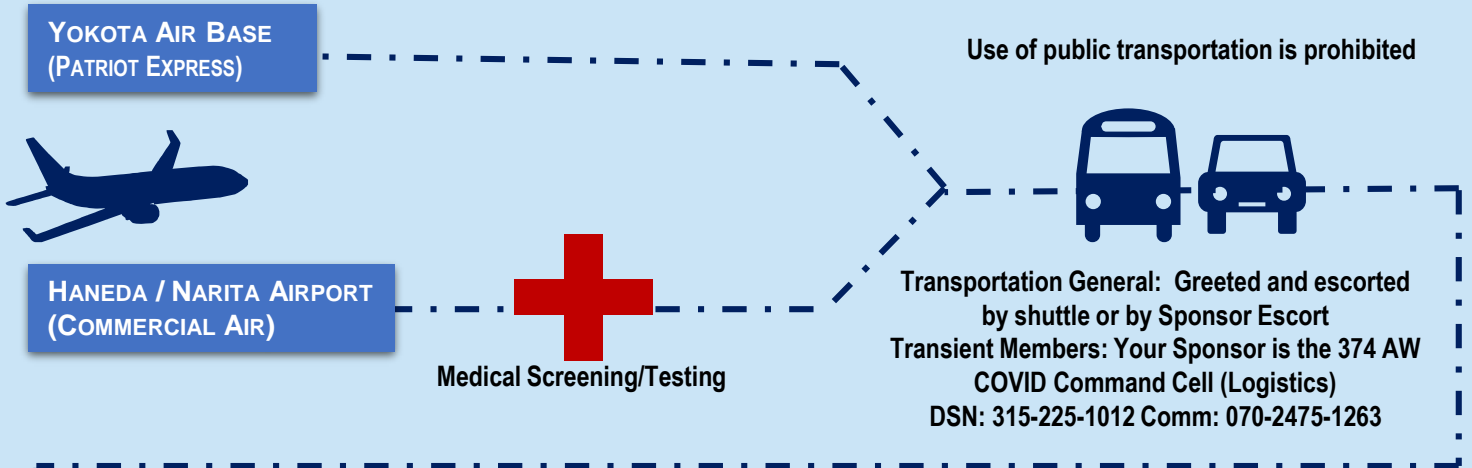 YOKOTA AIR BASE
(PATRIOT EXPRESS)
Use of public transportation is prohibited
HANEDA / NARITA AIRPORT
(COMMERCIAL AIR)
Medical Screening/Testing
Transportation General: Greeted and escorted
by shuttle or by Sponsor Escort
Transient Members: Your Sponsor is the 374 AW
COVID Command Cell (Logistics)
DSN: 315-225-1012 Comm: 070-2475-1263